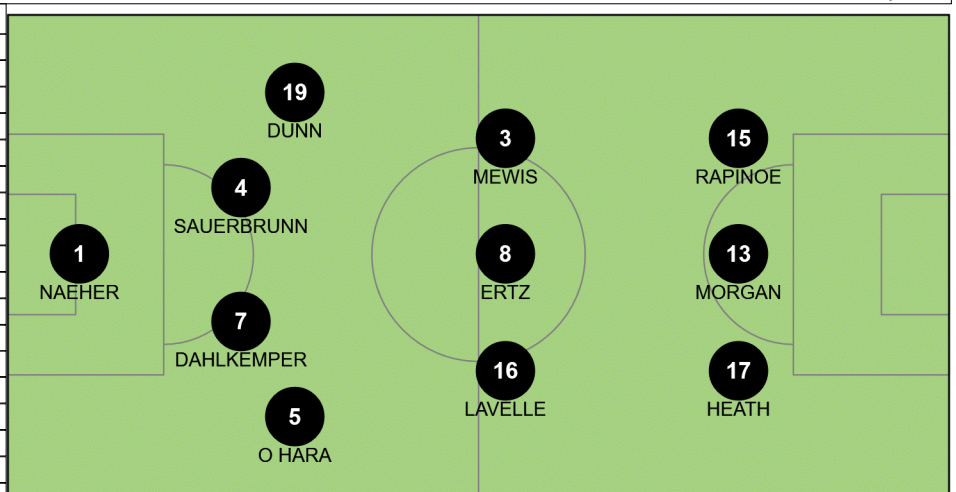 19
DUNN
3
MEWIS
15
RAPINOE
4
SAUERBRUNN
1
NAEHER
8
ERTZ
13
MORGAN
7
DAHLKEMPER
16
LAVELLE
17
HEATH
5
O HARA